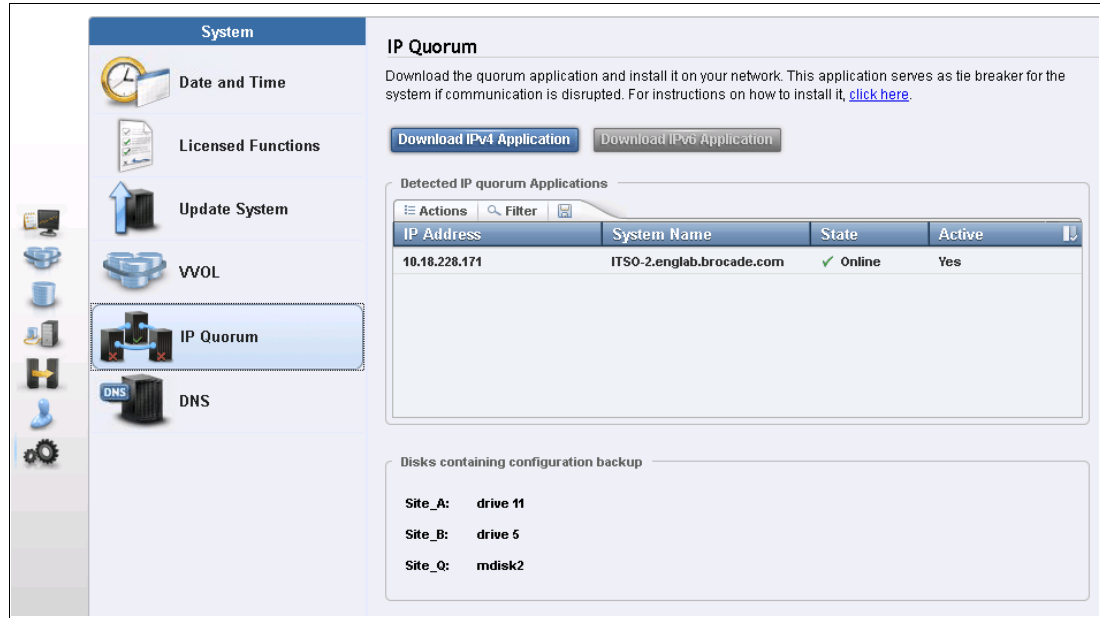 System
Date and Time
Licensed Functions
Update System
VVOL
IP Quorum
DNS
DNS
IP Quorum
Download the quorum application and install it on your network. This application serves as tie breaker for the
system if communication is disrupted. For instructions on how to install it, click here.
Download IPv4 Application
Download IPv6 Application
Detected IP quorum Applications
Actions Filter
IP Address System Name State Active
10.18.228.171 ITSO-2.englab.brocade.com Online Yes
Disks containing configuration backup
Site_A: drive 11
Site_B: drive 5
Site_Q: mdisk2